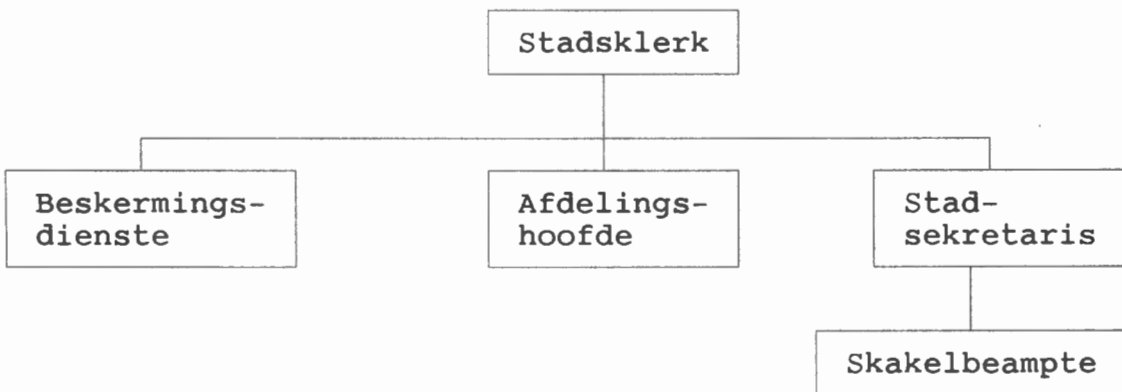 Stadsklerk
Beskermings-
dienste
Afdelings-
hoofde
Stad-
sekretaris
Skakelbeampte